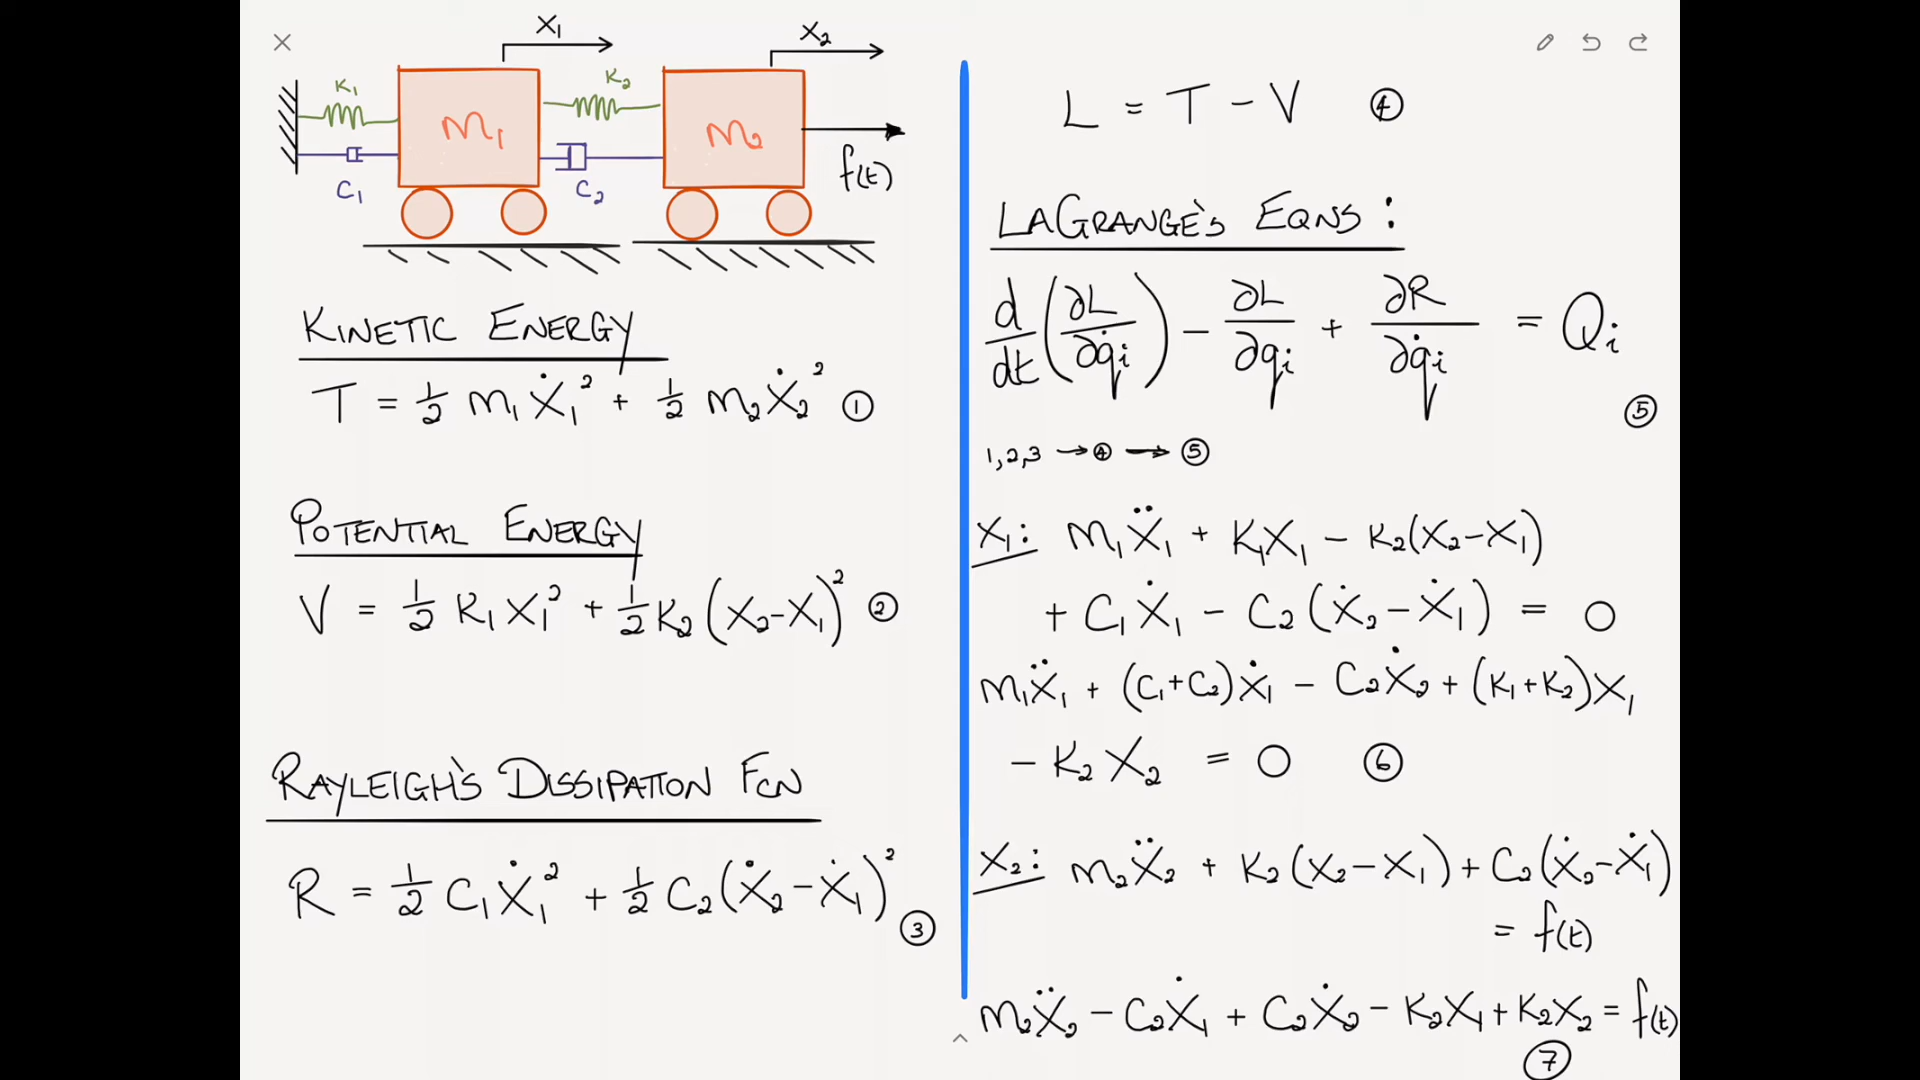 X₁
X₂
K₁
K₂
M₁
M₂
C₁
C₂
f(t)
KINETIC ENERGY
T = ½ M₁Ẋ₁² + ½ M₂Ẋ₂² ①
POTENTIAL ENERGY
V = ½ K₁X₁² + ½ K₂(X₂-X₁)² ②
RAYLEIGH'S DISSIPATION FCN
R = ½ C₁Ẋ₁² + ½ C₂(Ẋ₂-Ẋ₁)² ③
L = T - V ④
LAGRANGE'S EQNS :
d/dt (∂L/∂q̇ᵢ) - ∂L/∂qᵢ + ∂R/∂q̇ᵢ = Qᵢ
⑤
1,2,3 → ④ → ⑤
X₁: M₁Ẍ₁ + K₁X₁ - K₂(X₂-X₁)
+ C₁Ẋ₁ - C₂(Ẋ₂-Ẋ₁) = 0
M₁Ẍ₁ + (C₁+C₂)Ẋ₁ - C₂Ẋ₂ + (K₁+K₂)X₁
- K₂X₂ = 0 ⑥
X₂: M₂Ẍ₂ + K₂(X₂-X₁) + C₂(Ẋ₂-Ẋ₁)
= f(t)
M₂Ẍ₂ - C₂Ẋ₁ + C₂Ẋ₂ - K₂X₁ + K₂X₂ = f(t)
⑦